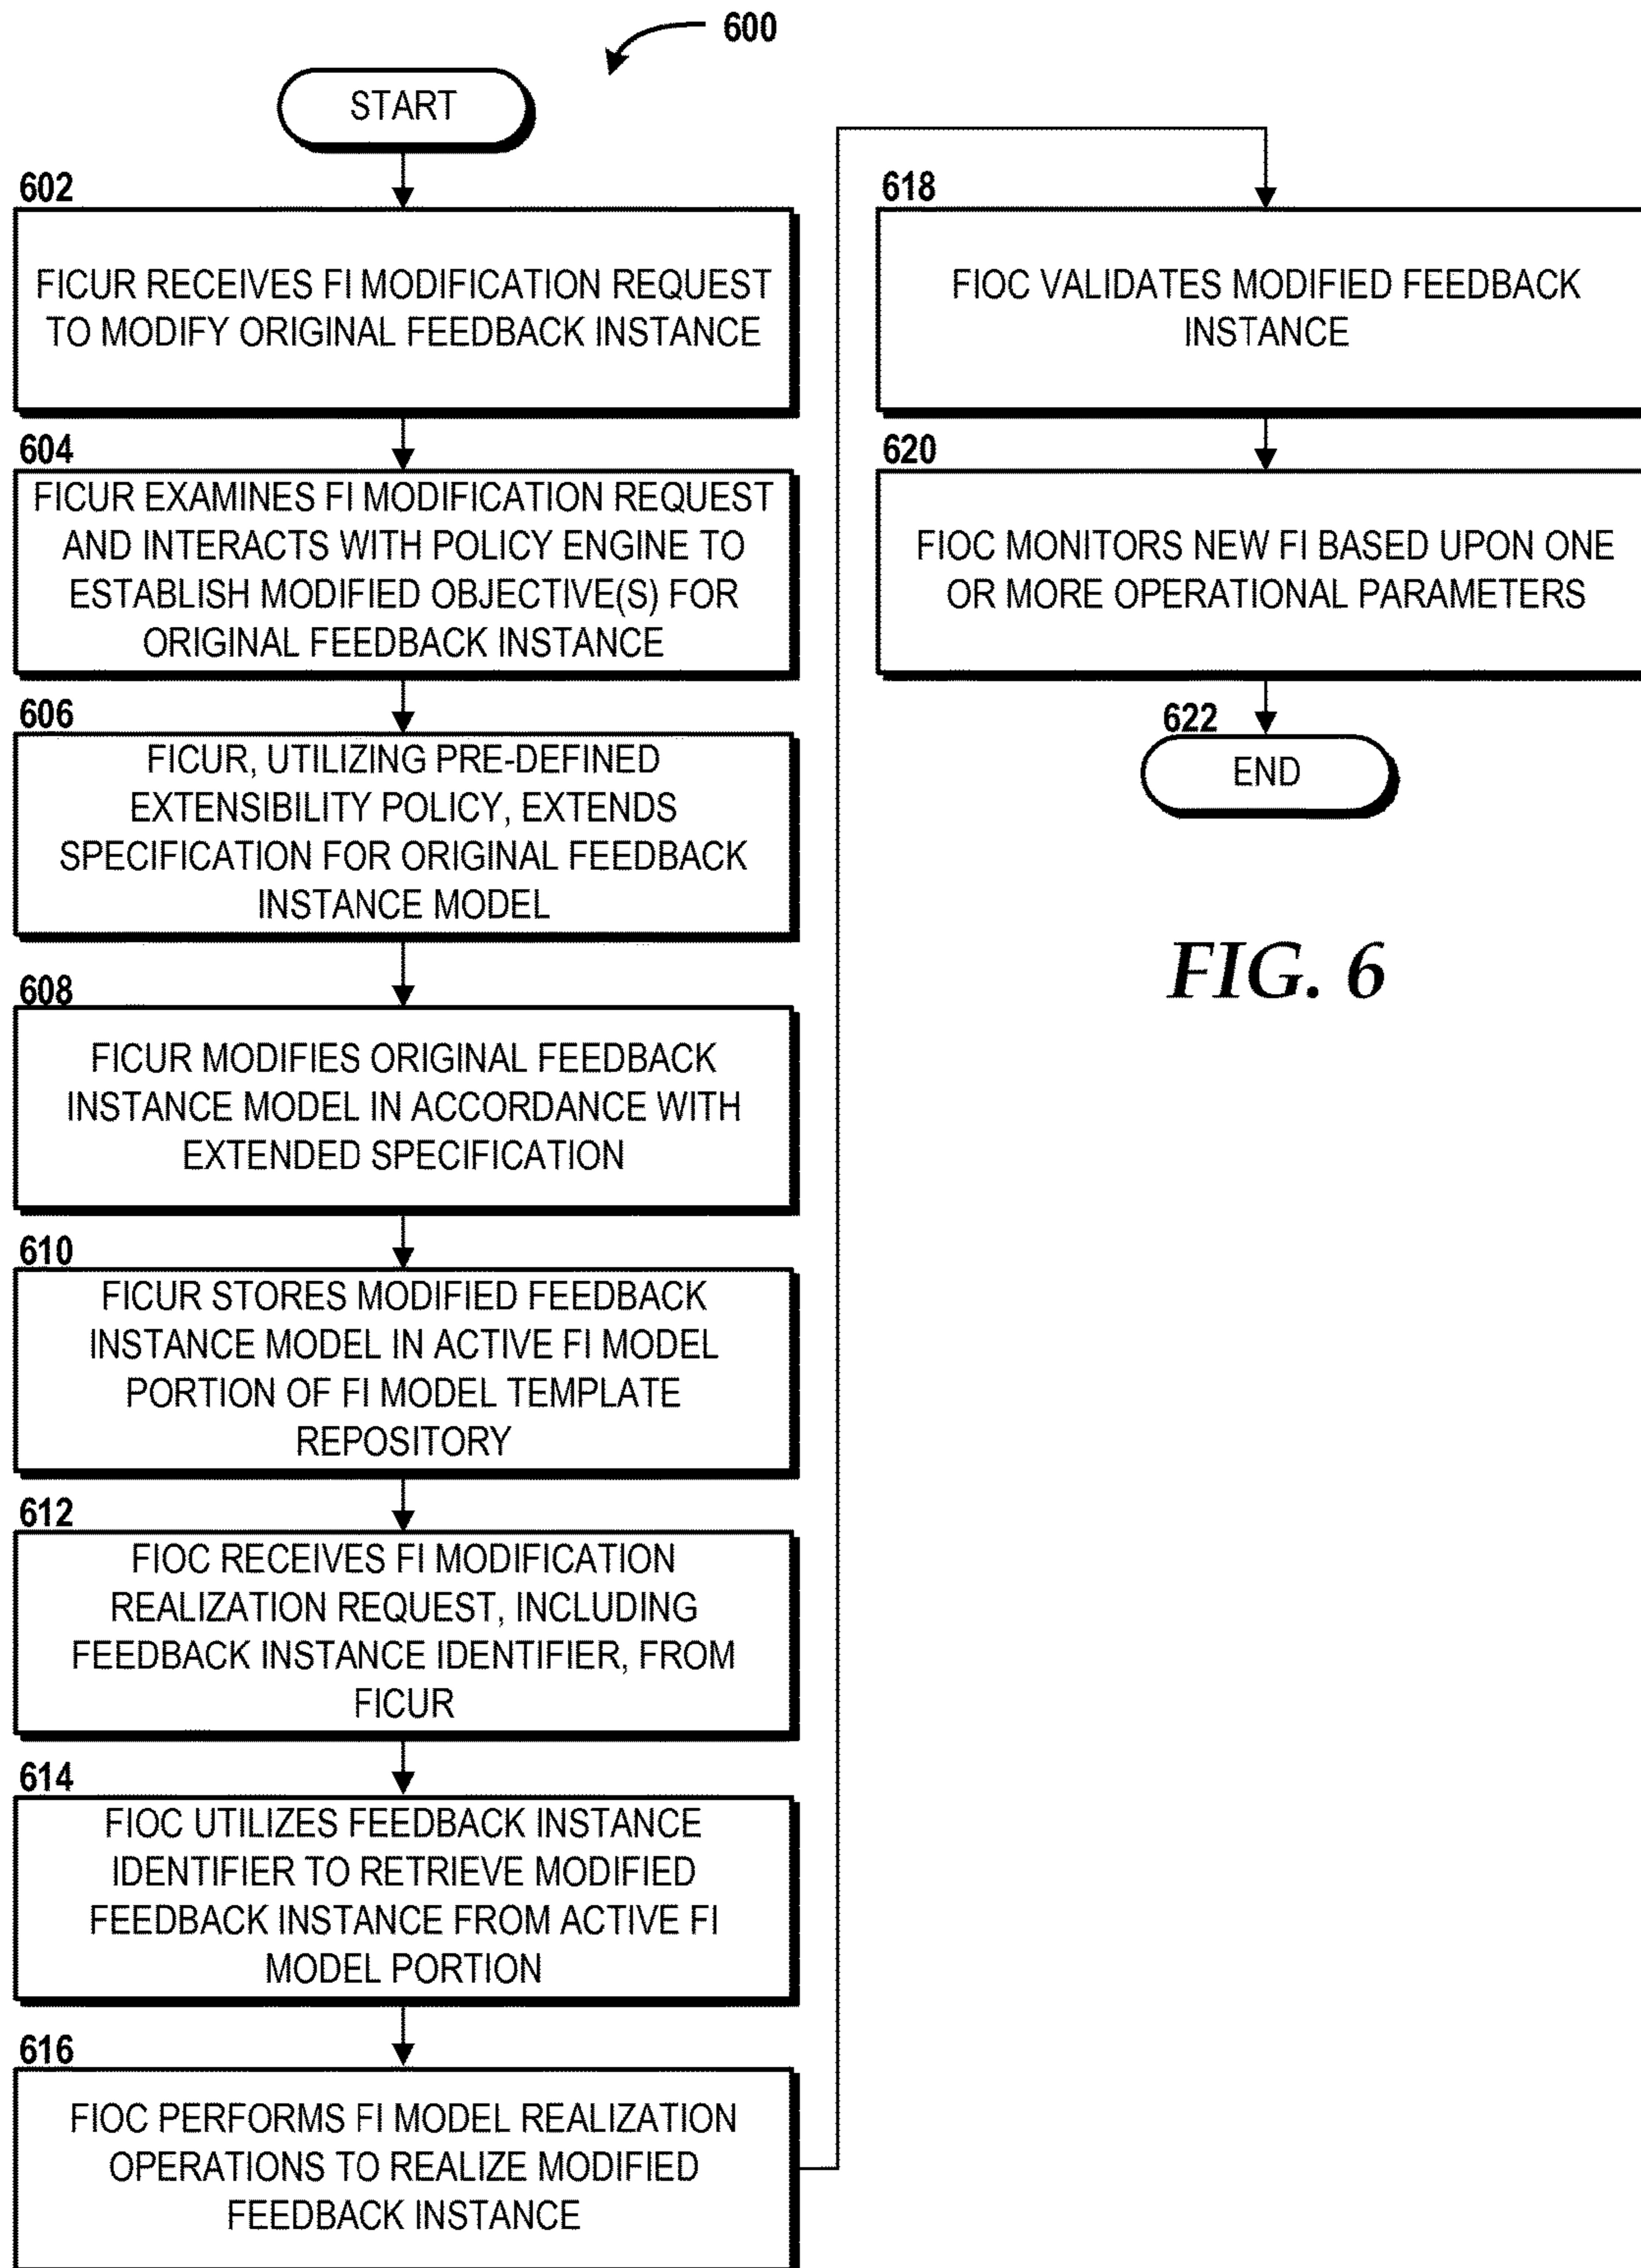 600
START
602
FICUR RECEIVES FI MODIFICATION REQUEST
TO MODIFY ORIGINAL FEEDBACK INSTANCE
604
FICUR EXAMINES FI MODIFICATION REQUEST
AND INTERACTS WITH POLICY ENGINE TO
ESTABLISH MODIFIED OBJECTIVE(S) FOR
ORIGINAL FEEDBACK INSTANCE
606
FICUR, UTILIZING PRE-DEFINED
EXTENSIBILITY POLICY, EXTENDS
SPECIFICATION FOR ORIGINAL FEEDBACK
INSTANCE MODEL
608
FICUR MODIFIES ORIGINAL FEEDBACK
INSTANCE MODEL IN ACCORDANCE WITH
EXTENDED SPECIFICATION
610
FICUR STORES MODIFIED FEEDBACK
INSTANCE MODEL IN ACTIVE FI MODEL
PORTION OF FI MODEL TEMPLATE
REPOSITORY
612
FIOC RECEIVES FI MODIFICATION
REALIZATION REQUEST, INCLUDING
FEEDBACK INSTANCE IDENTIFIER, FROM
FICUR
614
FIOC UTILIZES FEEDBACK INSTANCE
IDENTIFIER TO RETRIEVE MODIFIED
FEEDBACK INSTANCE FROM ACTIVE FI
MODEL PORTION
616
FIOC PERFORMS FI MODEL REALIZATION
OPERATIONS TO REALIZE MODIFIED
FEEDBACK INSTANCE
618
FIOC VALIDATES MODIFIED FEEDBACK
INSTANCE
620
FIOC MONITORS NEW FI BASED UPON ONE
OR MORE OPERATIONAL PARAMETERS
622
END
FIG. 6